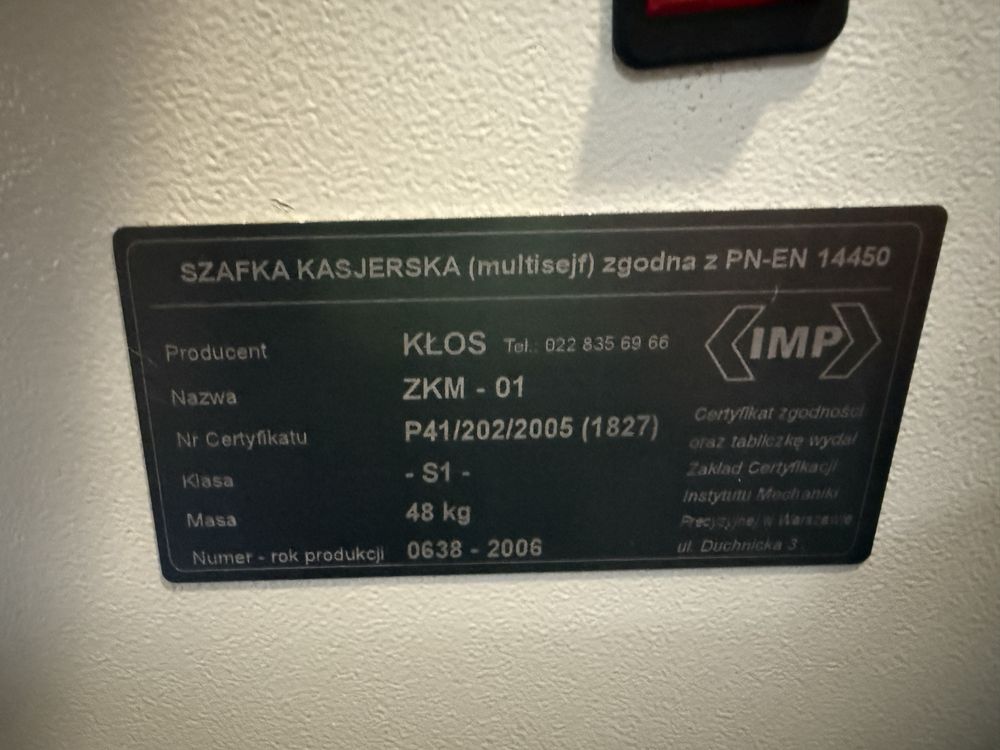 SZAFKA KASJERSKA (multisejf) zgodna z PN-EN 14450
Producent KŁOS Tel.: 022 835 69 66
IMP
Nazwa ZKM - 01
Nr Certyfikatu P41/202/2005 (1827)
Klasa - S1 -
Masa 48 kg
Numer - rok produkcji 0638 - 2006
Certyfikat zgodności
oraz tabliczkę wydał
Zakład Certyfikacji
Instytutu Mechaniki
Precyzyjnej w Warszawie
ul. Duchnicka 3